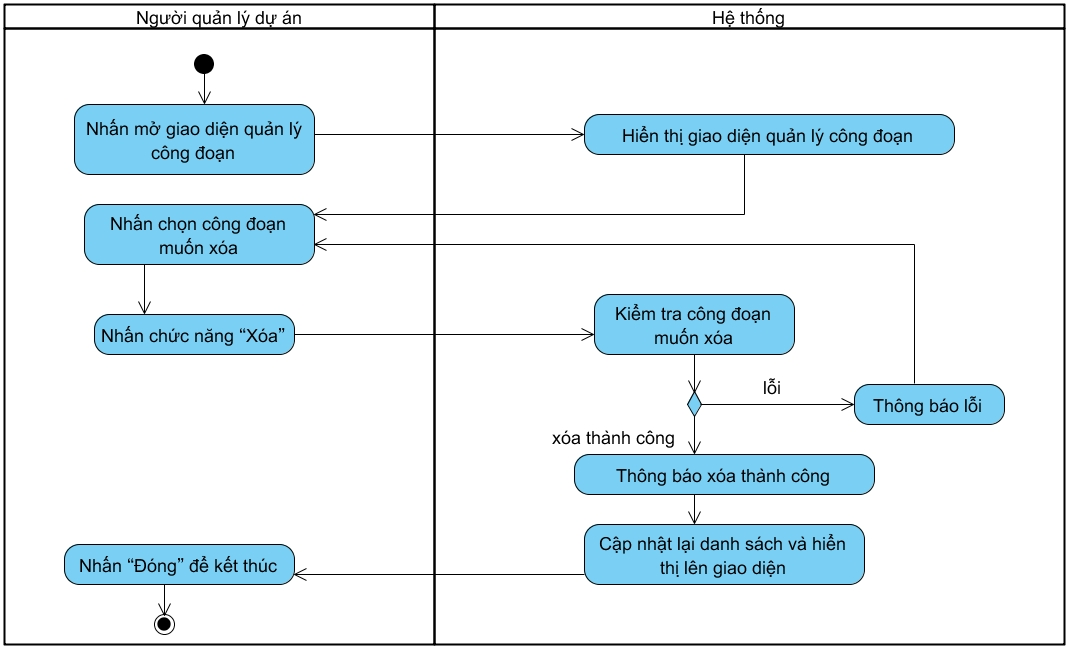 Người quản lý dự án
Hệ thống
Nhấn mở giao diện quản lý
công đoạn
Hiển thị giao diện quản lý công đoạn
Nhấn chọn công đoạn
muốn xóa
Nhấn chức năng “Xóa”
Kiểm tra công đoạn
muốn xóa
lỗi
Thông báo lỗi
xóa thành công
Thông báo xóa thành công
Cập nhật lại danh sách và hiển
thị lên giao diện
Nhấn “Đóng” để kết thúc